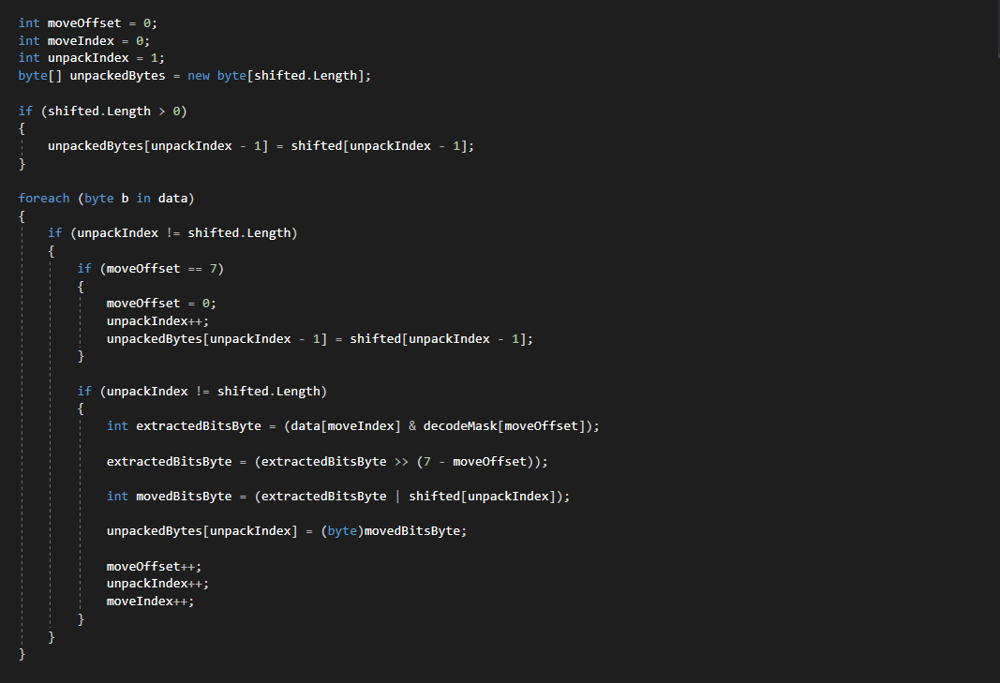 int moveOffset = 0;
int moveIndex = 0;
int unpackIndex = 1;
byte[] unpackedBytes = new byte[shifted.Length];

if (shifted.Length > 0)
{
    unpackedBytes[unpackIndex - 1] = shifted[unpackIndex - 1];
}

foreach (byte b in data)
{
    if (unpackIndex != shifted.Length)
    {
        if (moveOffset == 7)
        {
            moveOffset = 0;
            unpackIndex++;
            unpackedBytes[unpackIndex - 1] = shifted[unpackIndex - 1];
        }

        if (unpackIndex != shifted.Length)
        {
            int extractedBitsByte = (data[moveIndex] & decodeMask[moveOffset]);

            extractedBitsByte = (extractedBitsByte >> (7 - moveOffset));

            int movedBitsByte = (extractedBitsByte | shifted[unpackIndex]);

            unpackedBytes[unpackIndex] = (byte)movedBitsByte;

            moveOffset++;
            unpackIndex++;
            moveIndex++;
        }
    }
}